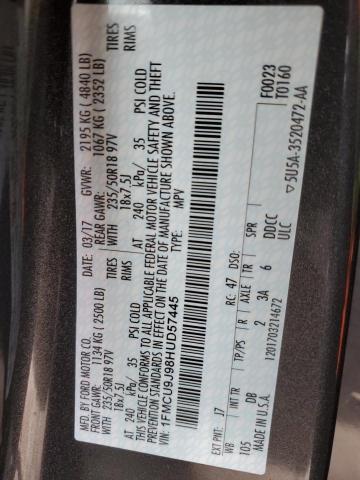 MFD. BY FORD MOTOR CO.
DATE: 03/17 GVWR: 2195 KG ( 4840 LB)
FRONT GAWR: 1134 KG ( 2500 LB) REAR GAWR: 1067 KG ( 2352 LB)
WITH 235/50R18 97V TIRES WITH 235/50R18 97V TIRES
18x7.5J RIMS 18x7.5J RIMS
AT 240 kPa/ 35 PSI COLD AT 240 kPa/ 35 PSI COLD
THIS VEHICLE CONFORMS TO ALL APPLICABLE FEDERAL MOTOR VEHICLE SAFETY AND THEFT
PREVENTION STANDARDS IN EFFECT ON THE DATE OF MANUFACTURE SHOWN ABOVE.
VIN: 1FMCU9J98HUD57445
TYPE: MPV
F0023
T0160
EXT PNT: J7 RC: 47 DSO:
WB INT TR TP/PS R AXLE TR SPR
105 DB 2 3A 6 DDCC
MADE IN U.S.A. ULC
1201703214672
▽5U5A-3520472-AA